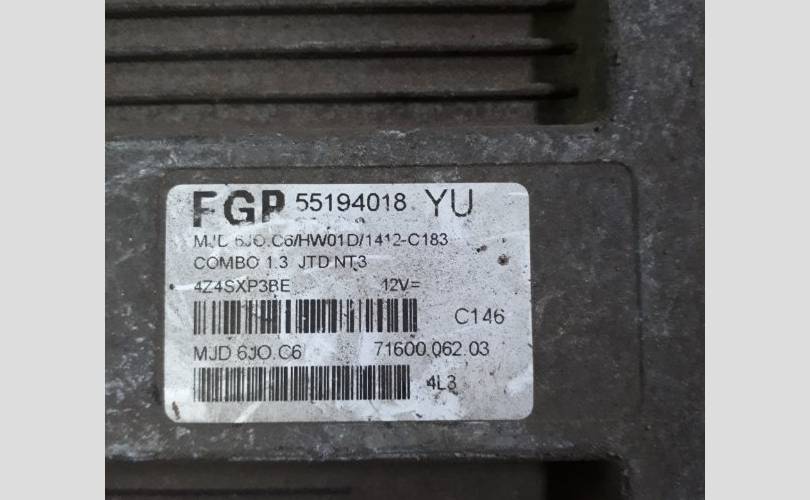 FGP 55194018 YU
MJD 6JO.C6/HW01D/1412-C183
COMBO 1.3 JTD NT3
4Z4SXP3BE 12V=
C146
MJD 6JO.C6 71600.062.03
4L3